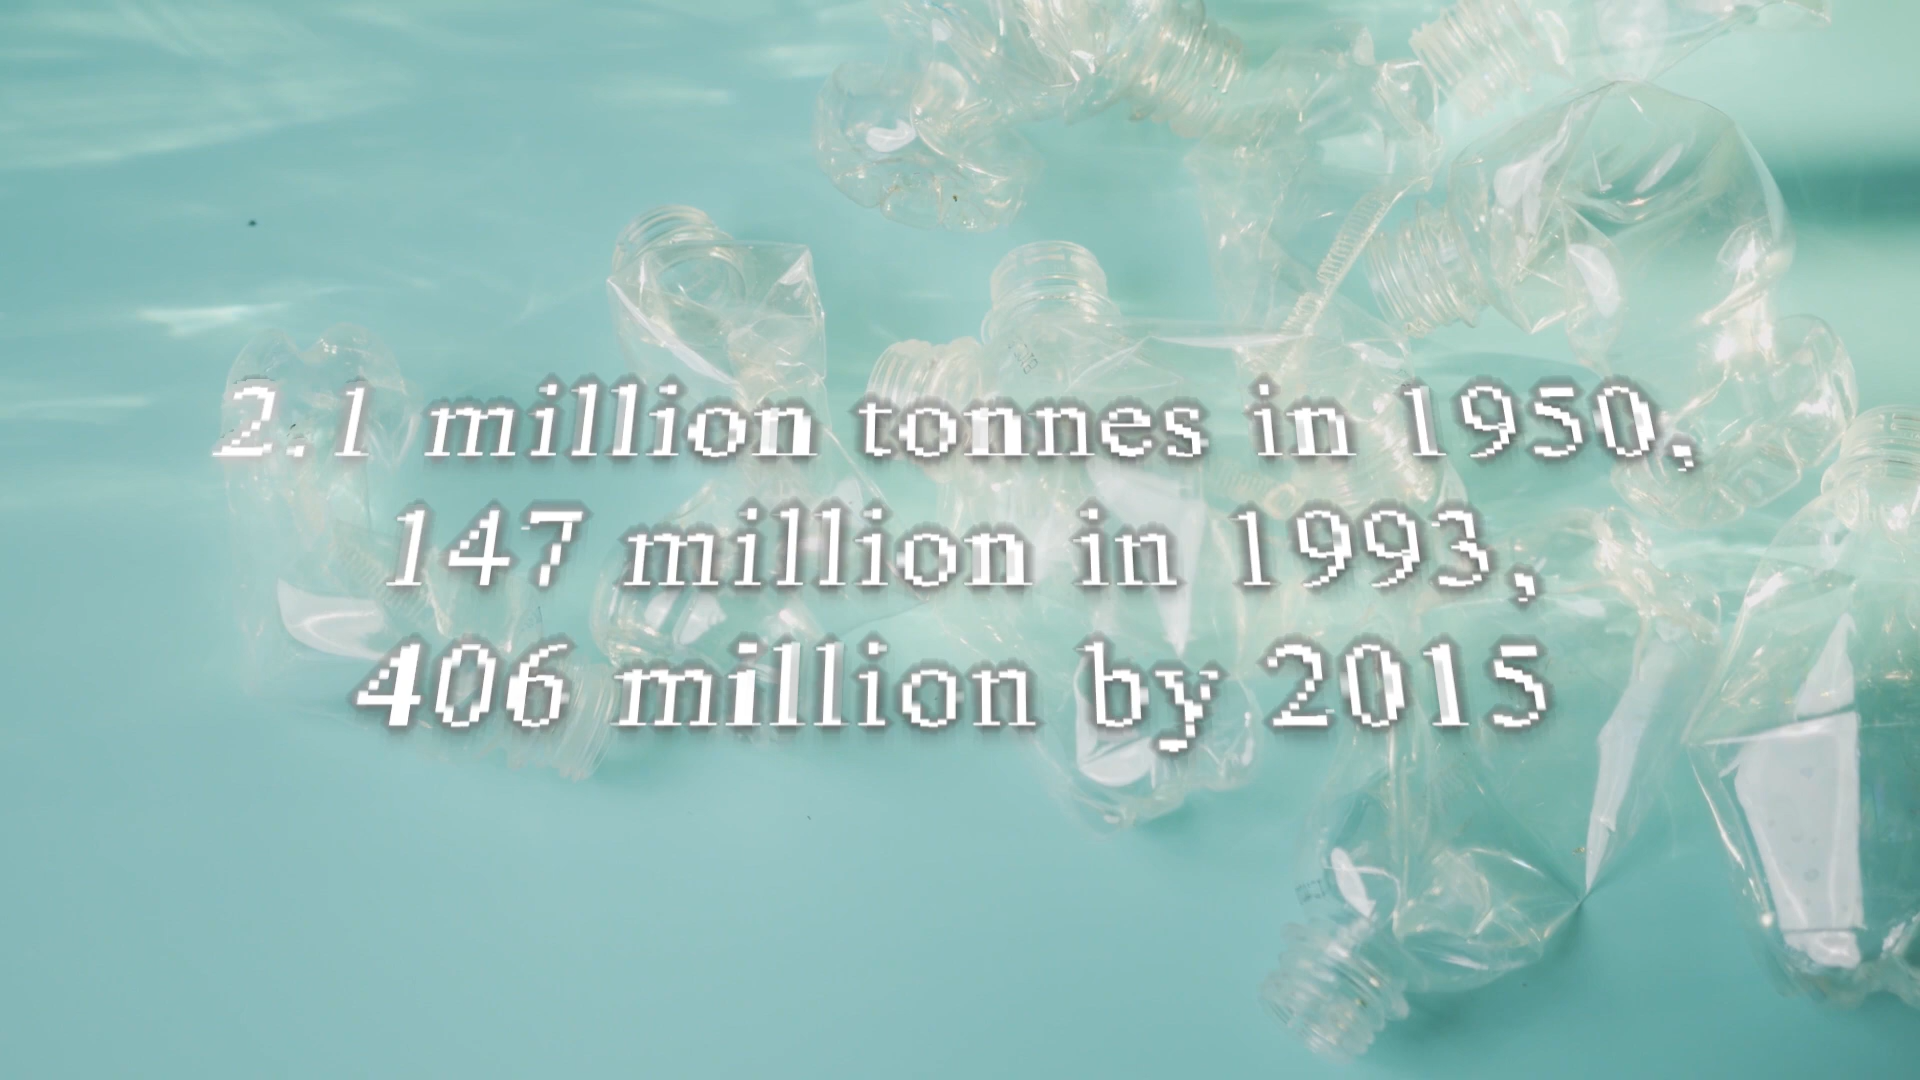 2.1 million tonnes in 1950,
147 million in 1993,
406 million by 2015